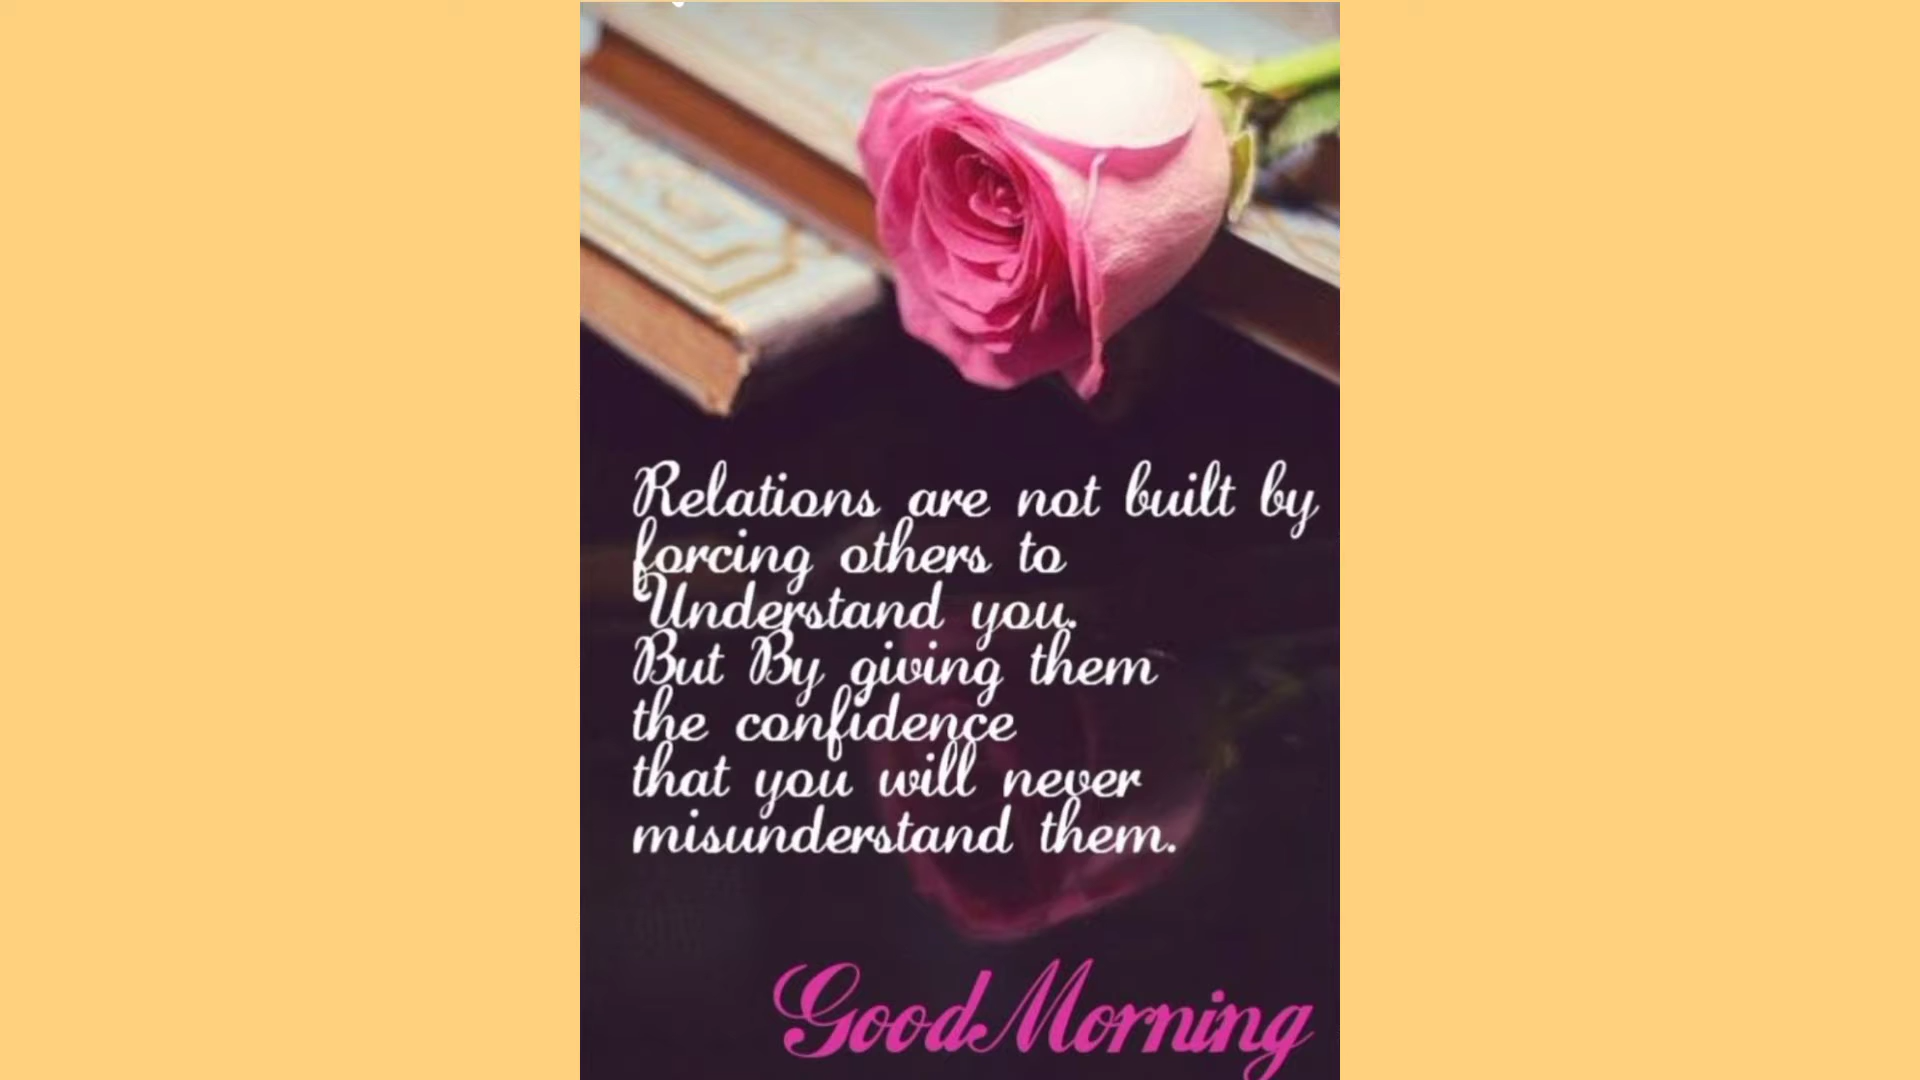 Relations are not built by
forcing others to
Understand you.
But By giving them
the confidence
that you will never
misunderstand them.
Good Morning